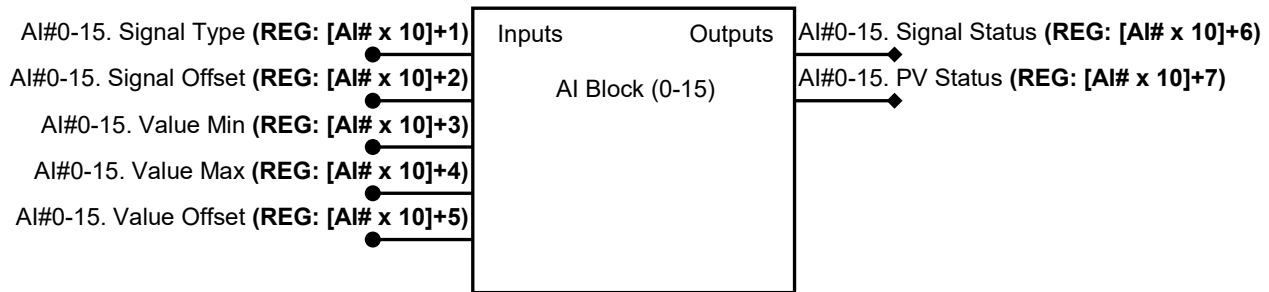 AI#0-15. Signal Type (REG: [AI# x 10]+1)
AI#0-15. Signal Offset (REG: [AI# x 10]+2)
AI#0-15. Value Min (REG: [AI# x 10]+3)
AI#0-15. Value Max (REG: [AI# x 10]+4)
AI#0-15. Value Offset (REG: [AI# x 10]+5)
Inputs
Outputs
AI Block (0-15)
AI#0-15. Signal Status (REG: [AI# x 10]+6)
AI#0-15. PV Status (REG: [AI# x 10]+7)